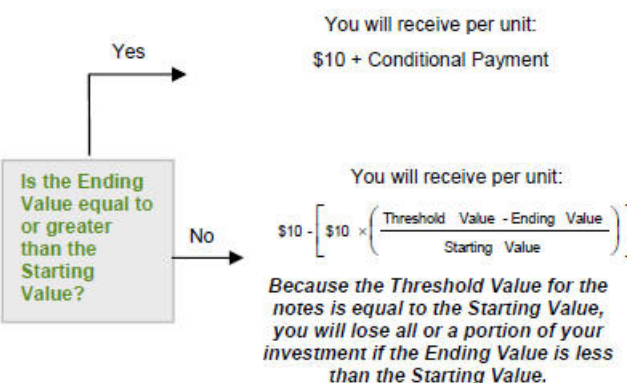 You will receive per unit:
Yes
$10 + Conditional Payment
Is the Ending
Value equal to
or greater
than the
Starting
Value?
No
You will receive per unit:
$10 - [ $10 × ( Threshold Value - Ending Value / Starting Value ) ]
Because the Threshold Value for the
notes is equal to the Starting Value,
you will lose all or a portion of your
investment if the Ending Value is less
than the Starting Value.